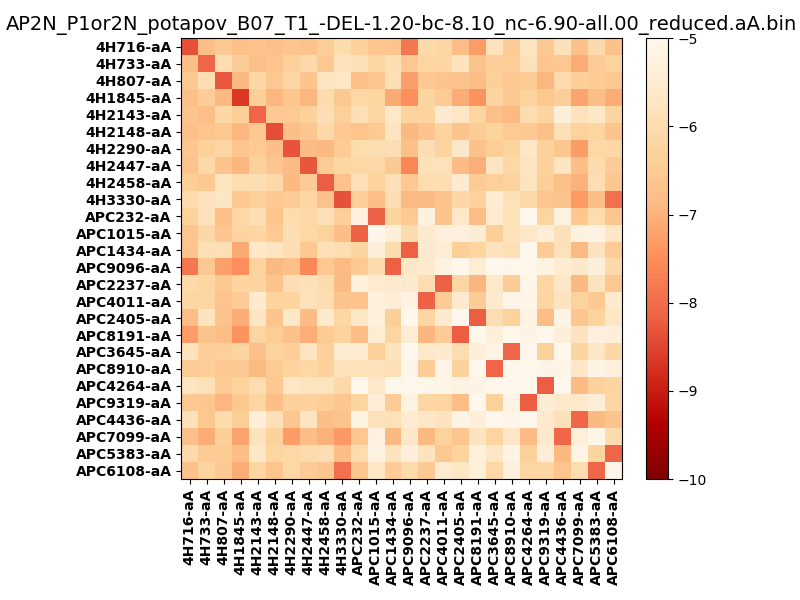 AP2N_P1or2N_potapov_B07_T1_-DEL-1.20-bc-8.10_nc-6.90-all.00_reduced.aA.bin
4H716-aA
4H733-aA
4H807-aA
4H1845-aA
4H2143-aA
4H2148-aA
4H2290-aA
4H2447-aA
4H2458-aA
4H3330-aA
APC232-aA
APC1015-aA
APC1434-aA
APC9096-aA
APC2237-aA
APC4011-aA
APC2405-aA
APC8191-aA
APC3645-aA
APC8910-aA
APC4264-aA
APC9319-aA
APC4436-aA
APC7099-aA
APC5383-aA
APC6108-aA
4H716-aA
4H733-aA
4H807-aA
4H1845-aA
4H2143-aA
4H2148-aA
4H2290-aA
4H2447-aA
4H2458-aA
4H3330-aA
APC232-aA
APC1015-aA
APC1434-aA
APC9096-aA
APC2237-aA
APC4011-aA
APC2405-aA
APC8191-aA
APC3645-aA
APC8910-aA
APC4264-aA
APC9319-aA
APC4436-aA
APC7099-aA
APC5383-aA
APC6108-aA
−5
−6
−7
−8
−9
−10